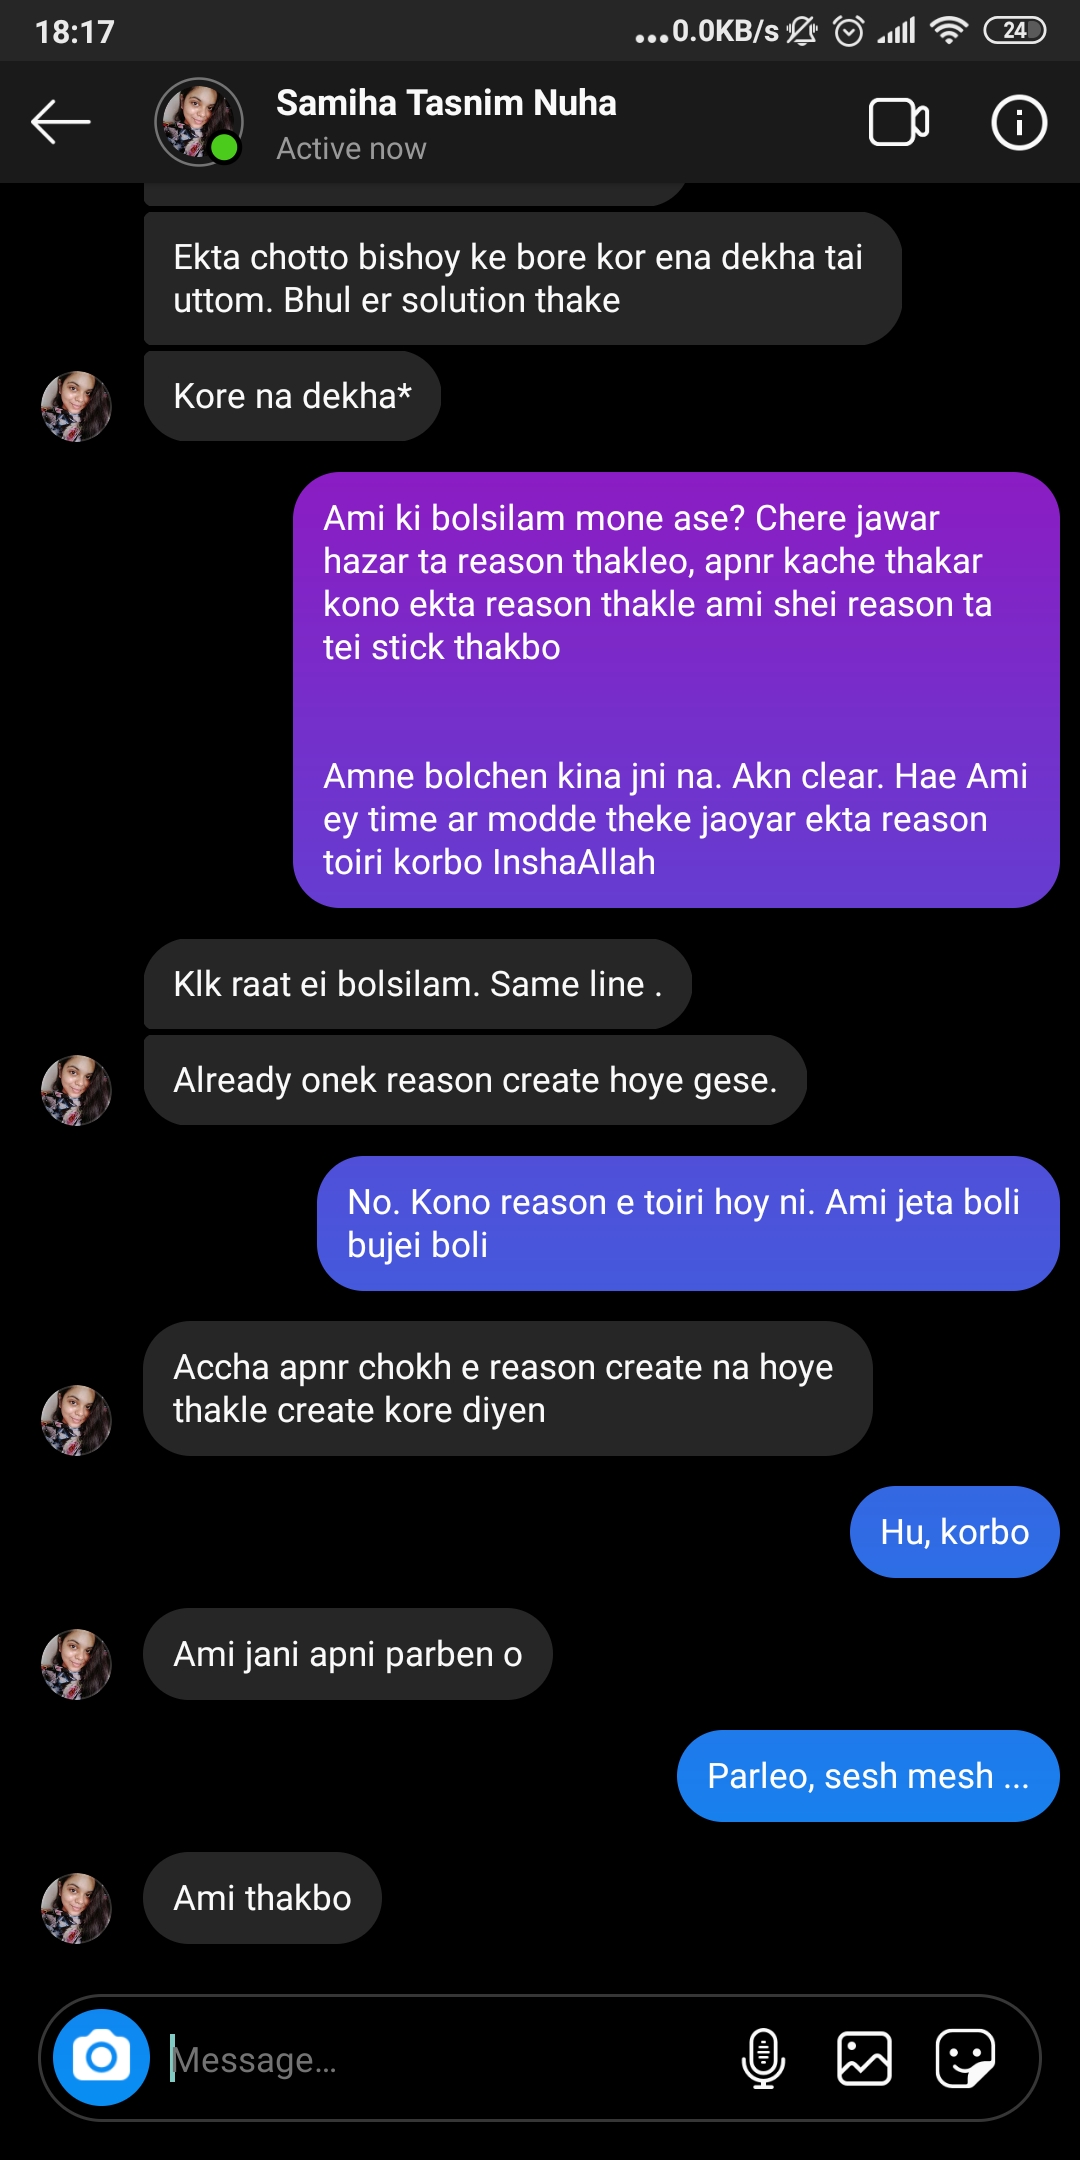 18:17
...0.0KB/s
24
Samiha Tasnim Nuha
Active now
Ekta chotto bishoy ke bore kor ena dekha tai
uttom. Bhul er solution thake
Kore na dekha*
Ami ki bolsilam mone ase? Chere jawar
hazar ta reason thakleo, apnr kache thakar
kono ekta reason thakle ami shei reason ta
tei stick thakbo
Amne bolchen kina jni na. Akn clear. Hae Ami
ey time ar modde theke jaoyar ekta reason
toiri korbo InshaAllah
Klk raat ei bolsilam. Same line .
Already onek reason create hoye gese.
No. Kono reason e toiri hoy ni. Ami jeta boli
bujei boli
Accha apnr chokh e reason create na hoye
thakle create kore diyen
Hu, korbo
Ami jani apni parben o
Parleo, sesh mesh ...
Ami thakbo
Message...